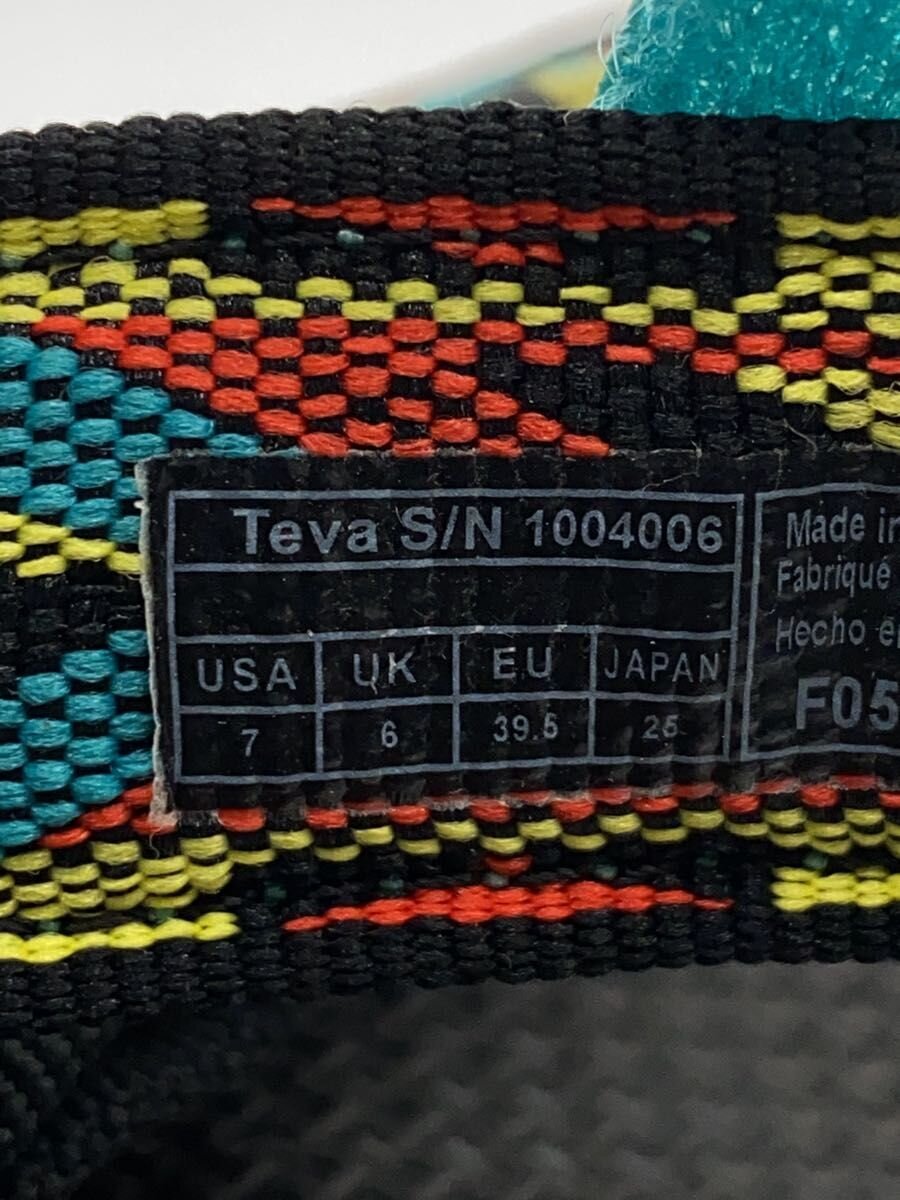 Teva S/N 1004006
USA UK EU JAPAN
7 6 39.5 25
Made in
Fabriqué
Hecho en
F05